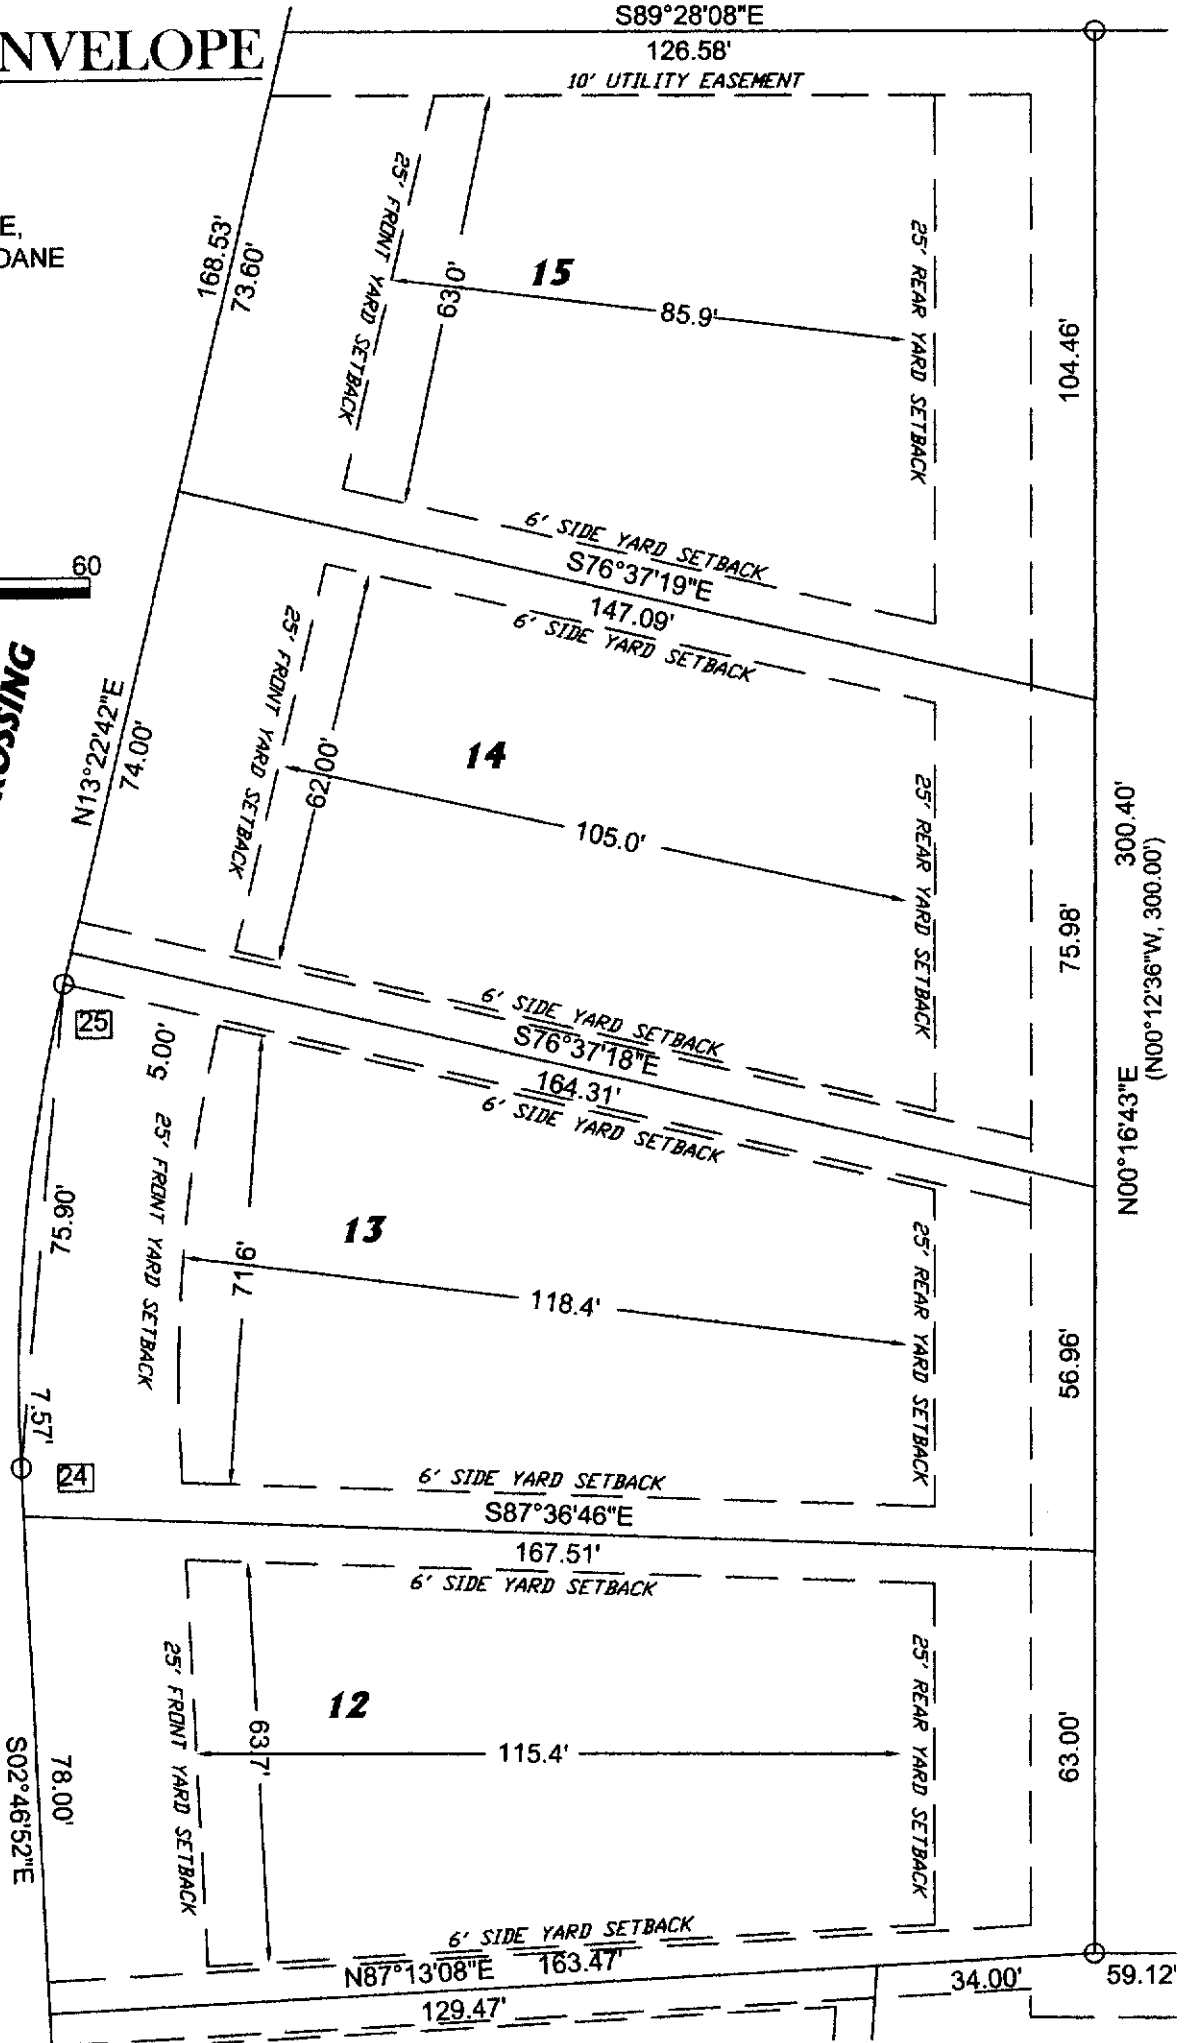 NVELOPE
S89°28'08"E
126.58'
10' UTILITY EASEMENT
E,
DANE
168.53'
73.60'
25' FRONT YARD SETBACK
63.0'
15
85.9'
25' REAR YARD SETBACK
104.46'
6' SIDE YARD SETBACK
S76°37'19"E
147.09'
6' SIDE YARD SETBACK
60
OSSING
N13°22'42"E
74.00'
25' FRONT YARD SETBACK
62.00'
14
105.0'
25' REAR YARD SETBACK
75.98'
300.40'
N00°16'43"E
(N00°12'36"W, 300.00')
6' SIDE YARD SETBACK
S76°37'18"E
164.31'
6' SIDE YARD SETBACK
25
5.00'
25' FRONT YARD SETBACK
75.90'
7.57'
71.9'
13
118.4'
25' REAR YARD SETBACK
56.96'
24
6' SIDE YARD SETBACK
S87°36'46"E
167.51'
6' SIDE YARD SETBACK
25' FRONT YARD SETBACK
63.7'
12
115.4'
25' REAR YARD SETBACK
63.00'
78.00'
S02°46'52"E
6' SIDE YARD SETBACK
N87°13'08"E
163.47'
129.47'
34.00'
59.12'